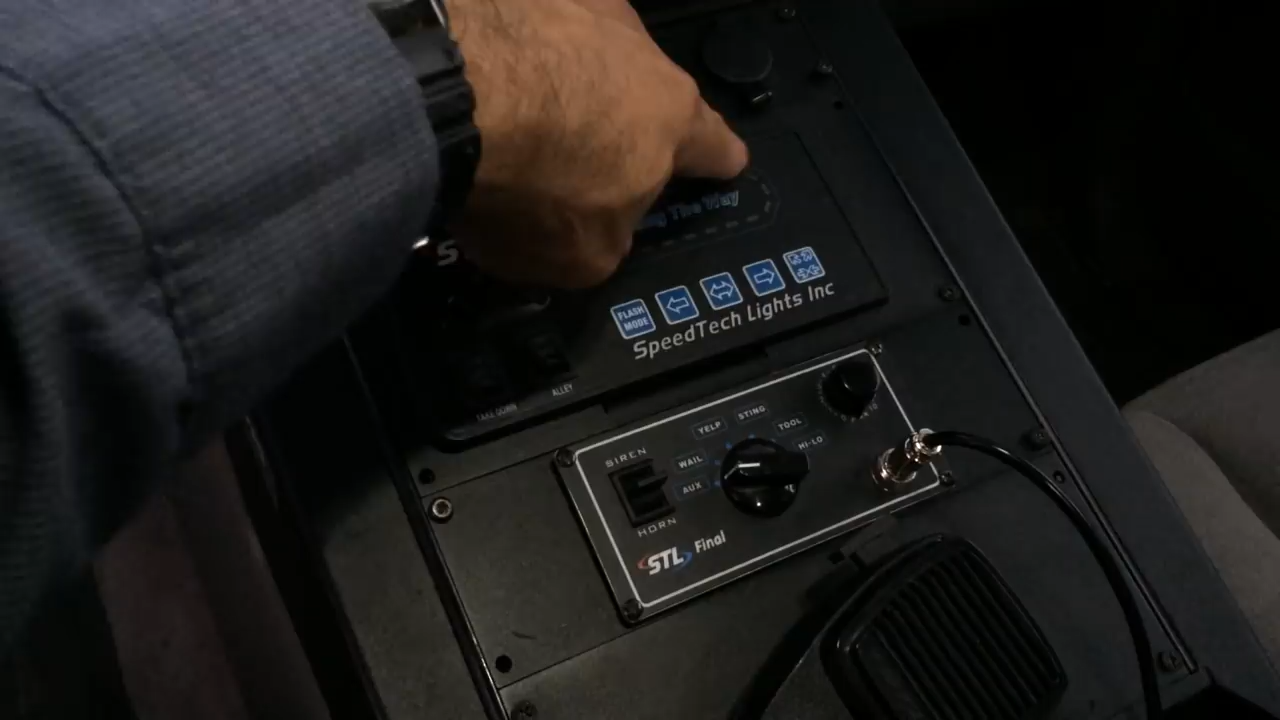 The Way
FLASH
MODE
SpeedTech Lights Inc
TAKE DOWN
ALLEY
SIREN
HORN
AUX
WAIL
YELP
STING
TOOL
HI-LO
10
STL Final